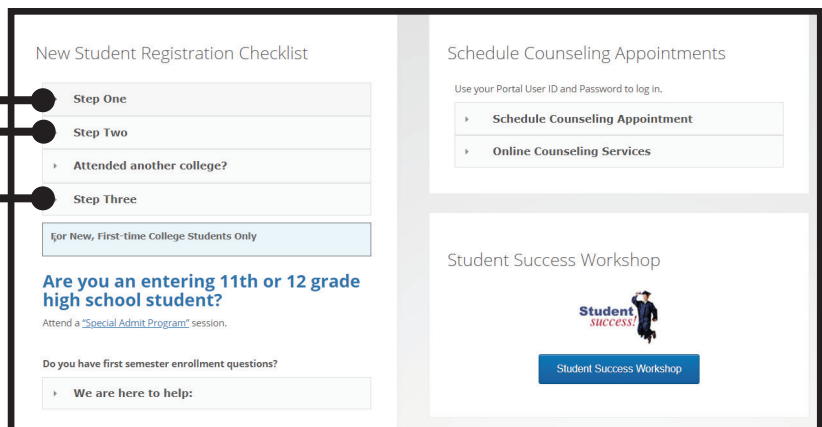 New Student Registration Checklist
Step One
Step Two
Attended another college?
Step Three
For New, First-time College Students Only
Are you an entering 11th or 12 grade
high school student?
Attend a "Special Admit Program" session.
Do you have first semester enrollment questions?
We are here to help:
Schedule Counseling Appointments
Use your Portal User ID and Password to log in.
Schedule Counseling Appointment
Online Counseling Services
Student Success Workshop
Student
success!
Student Success Workshop